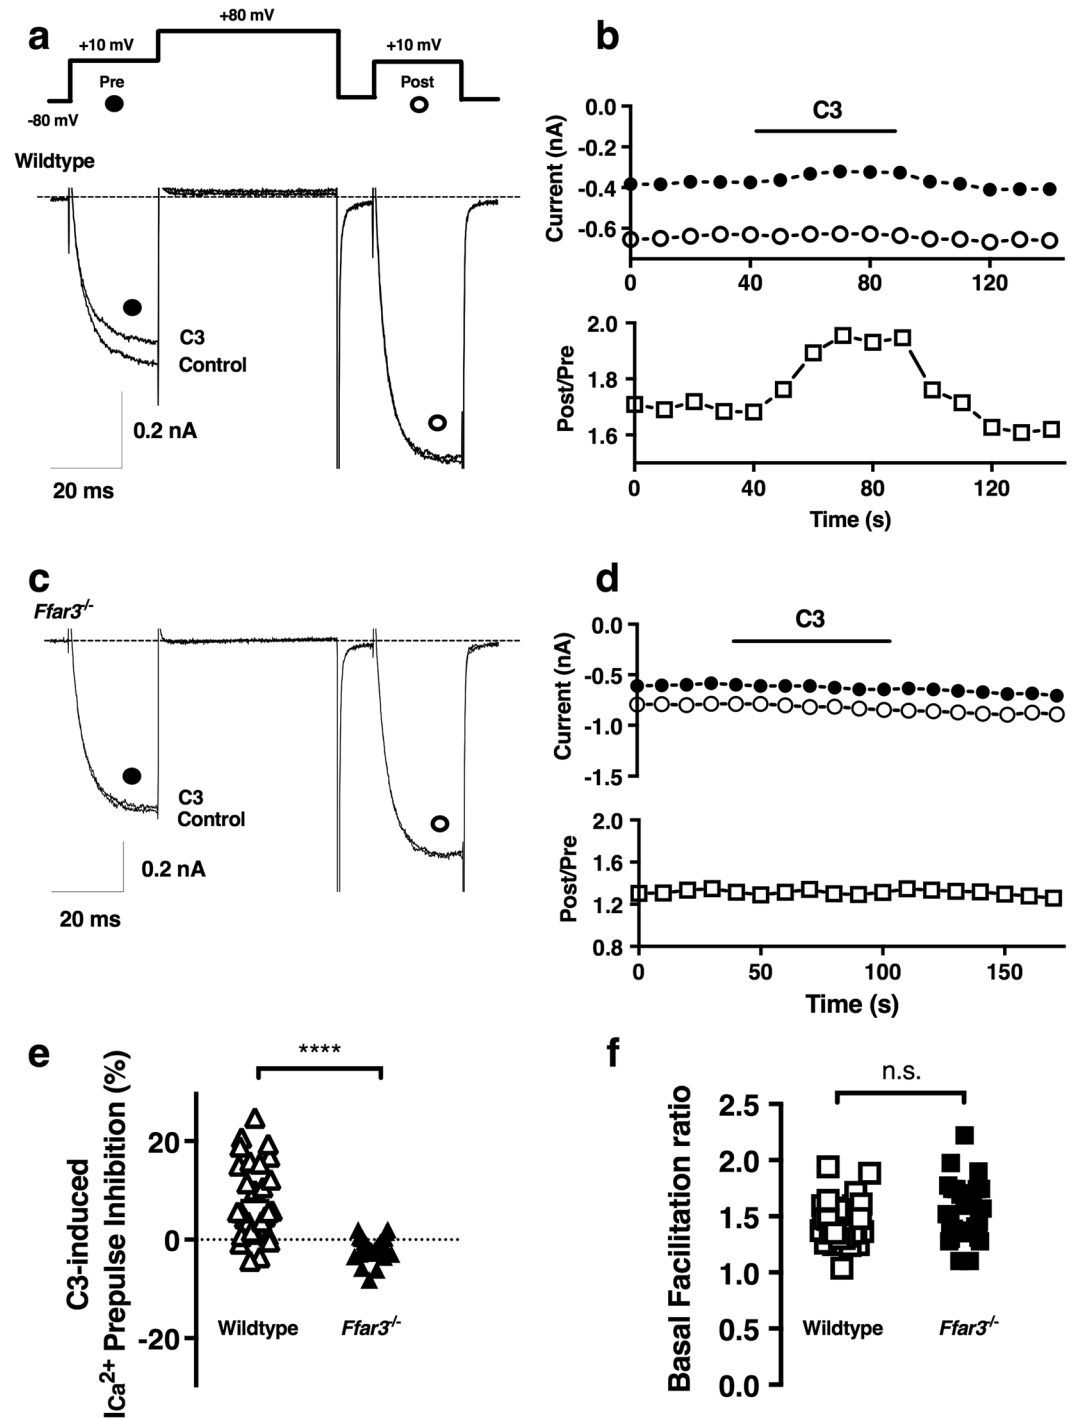 a
+80 mV
+10 mV
+10 mV
Pre
Post
-80 mV
Wildtype
C3
Control
0.2 nA
20 ms
b
C3
Current (nA)
0.0
-0.2
-0.4
-0.6
0
40
80
120
Post/Pre
2.0
1.8
1.6
0
40
80
120
Time (s)
c
Ffar3-/-
C3
Control
0.2 nA
20 ms
d
C3
Current (nA)
0.0
-0.5
-1.0
-1.5
Post/Pre
2.0
1.6
1.2
0.8
0
50
100
150
Time (s)
e
****
C3-induced
Ica2+ Prepulse Inhibition (%)
20
0
-20
Wildtype
Ffar3-/-
f
n.s.
Basal Facilitation ratio
2.5
2.0
1.5
1.0
0.5
0.0
Wildtype
Ffar3-/-